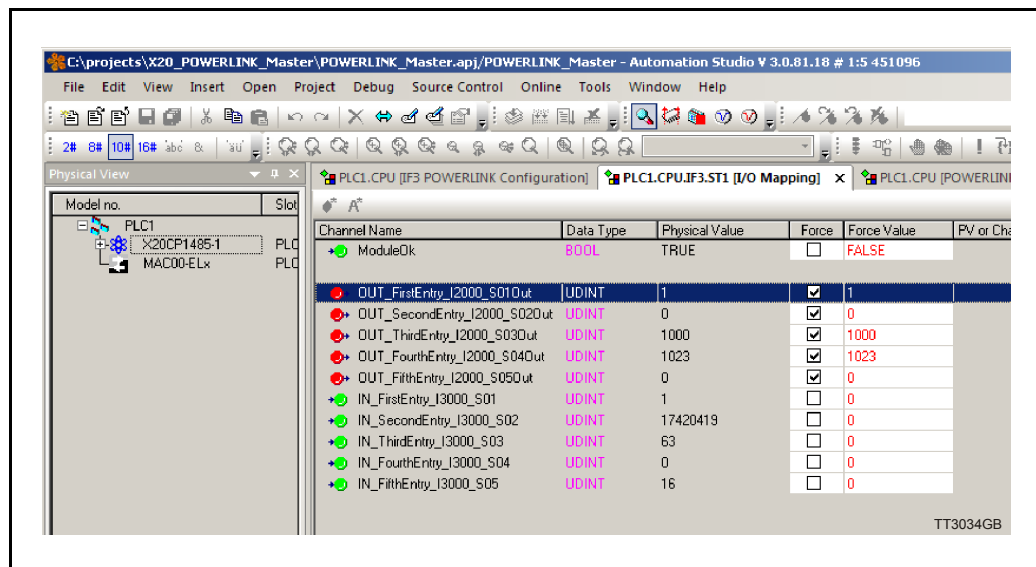 C:\projects\X20_POWERLINK_Master\POWERLINK_Master.apj/POWERLINK_Master - Automation Studio V 3.0.81.18 # 1:5 451096
File Edit View Insert Open Project Debug Source Control Online Tools Window Help
2# 8# 10# 16# abc &
Physical View
PLC1.CPU [IF3 POWERLINK Configuration] PLC1.CPU.IF3.ST1 [I/O Mapping] X PLC1.CPU [POWERLIN
Model no. Slot
Channel Name Data Type Physical Value Force Force Value PV or Cha
PLC1
X20CP1485-1 PLC
MAC00-ELx PLC
ModuleOk BOOL TRUE FALSE
OUT_FirstEntry_I2000_S01Out UDINT 1 1
OUT_SecondEntry_I2000_S02Out UDINT 0 0
OUT_ThirdEntry_I2000_S03Out UDINT 1000 1000
OUT_FourthEntry_I2000_S04Out UDINT 1023 1023
OUT_FifthEntry_I2000_S05Out UDINT 0 0
IN_FirstEntry_I3000_S01 UDINT 1 0
IN_SecondEntry_I3000_S02 UDINT 17420419 0
IN_ThirdEntry_I3000_S03 UDINT 63 0
IN_FourthEntry_I3000_S04 UDINT 0 0
IN_FifthEntry_I3000_S05 UDINT 16 0
TT3034GB